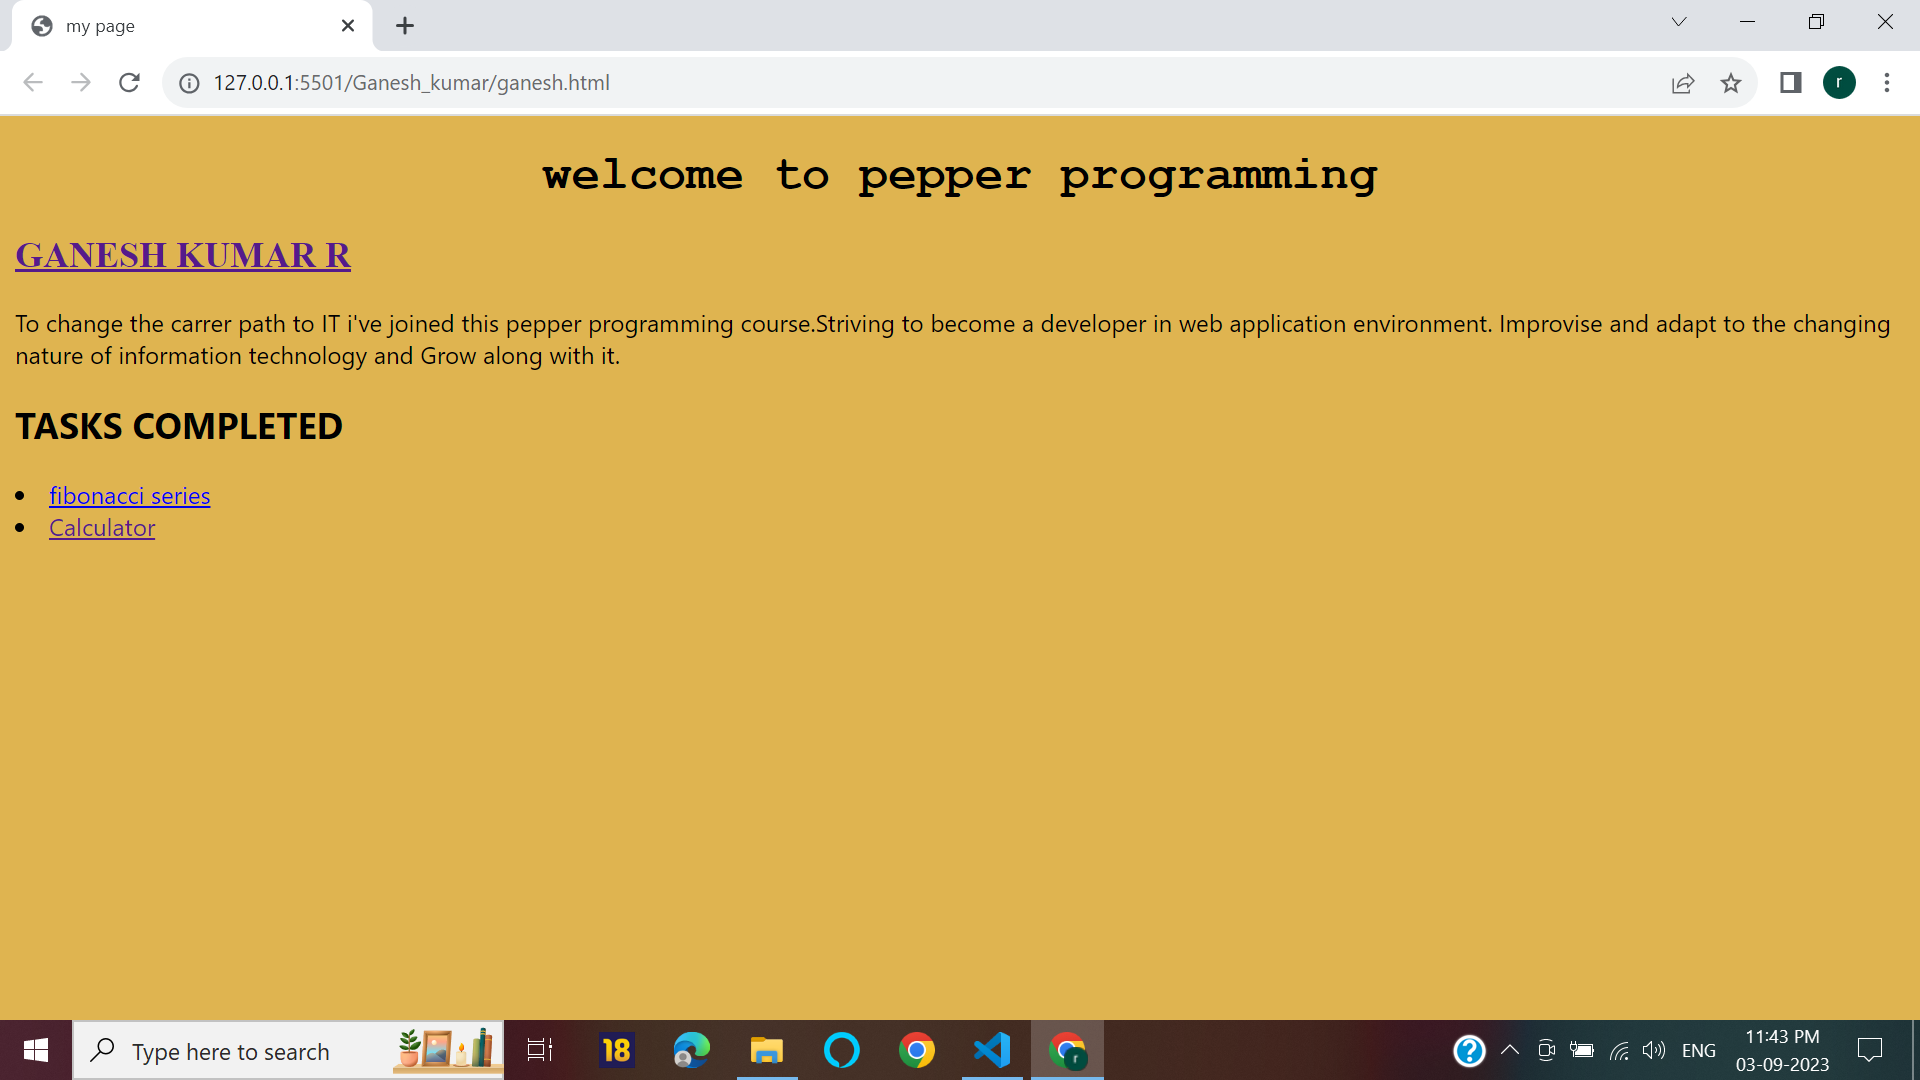 my page
127.0.0.1:5501/Ganesh_kumar/ganesh.html
r
welcome to pepper programming
GANESH KUMAR R
To change the carrer path to IT i've joined this pepper programming course.Striving to become a developer in web application environment. Improvise and adapt to the changing
nature of information technology and Grow along with it.
TASKS COMPLETED
• fibonacci series
• Calculator
Type here to search
18
r
?
ENG
11:43 PM
03-09-2023